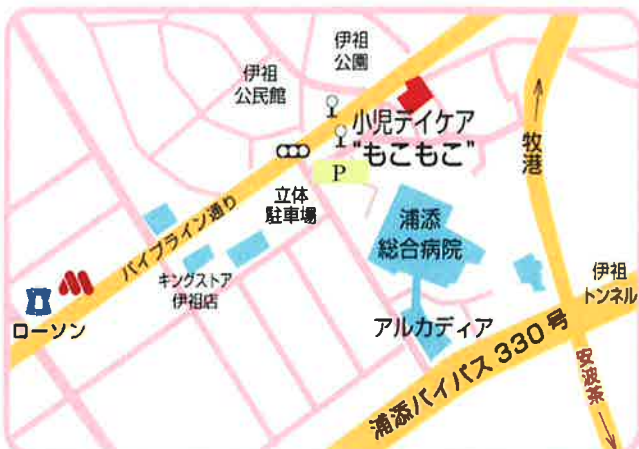 伊祖
公園
伊祖
公民館
小児デイケア
"もこもこ"
P
牧港
立体
駐車場
浦添
総合病院
パイプライン通り
伊祖
トンネル
キングストア
伊祖店
ローソン
アルカディア
浦添バイパス330号
安波茶